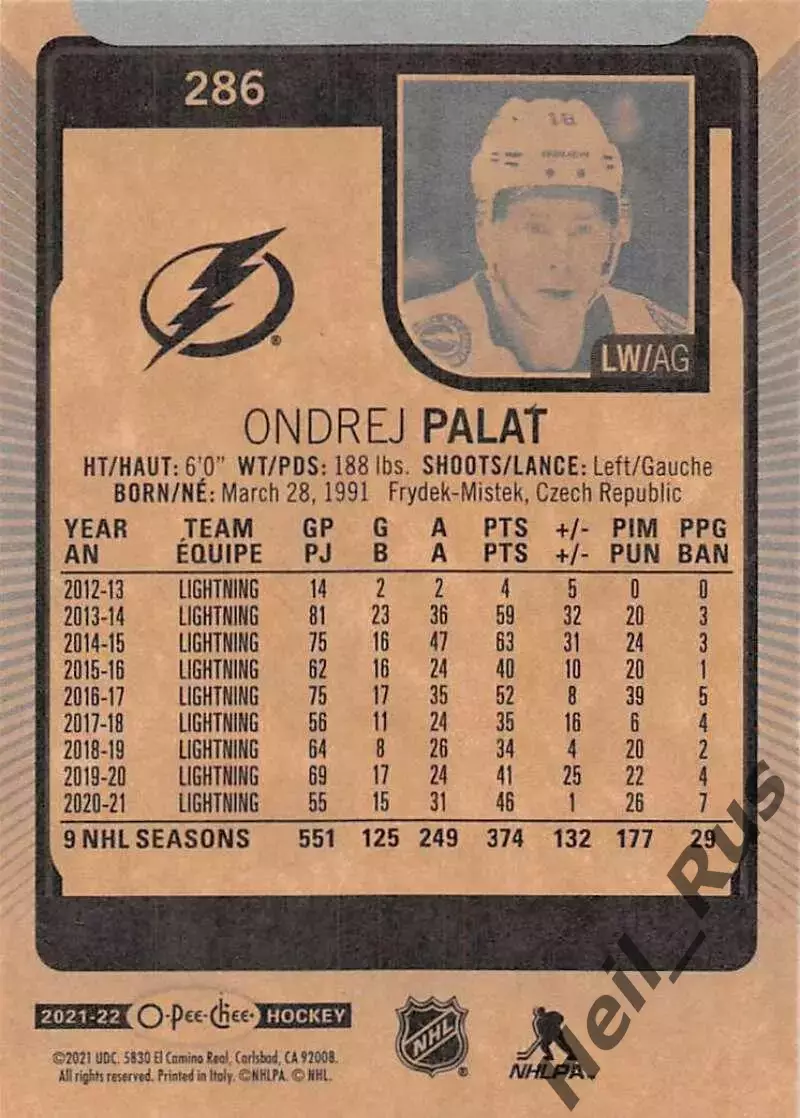 286
18
LW/AG
ONDREJ PALAT
HT/HAUT: 6'0" WT/PDS: 188 lbs. SHOOTS/LANCE: Left/Gauche
BORN/NÉ: March 28, 1991 Frydek-Mistek, Czech Republic
YEAR TEAM GP G A PTS +/- PIM PPG
AN ÉQUIPE PJ B A PTS +/- PUN BAN
2012-13 LIGHTNING 14 2 2 4 5 0 0
2013-14 LIGHTNING 81 23 36 59 32 20 3
2014-15 LIGHTNING 75 16 47 63 31 24 3
2015-16 LIGHTNING 62 16 24 40 10 20 1
2016-17 LIGHTNING 75 17 35 52 8 39 5
2017-18 LIGHTNING 56 11 24 35 16 6 4
2018-19 LIGHTNING 64 8 26 34 4 20 2
2019-20 LIGHTNING 69 17 24 41 25 22 4
2020-21 LIGHTNING 55 15 31 46 1 26 7
9 NHL SEASONS 551 125 249 374 132 177 29
2021-22 O-Pee-Chee HOCKEY
NHL ®
NHLPA
©2021 UDC. 5830 El Camino Real, Carlsbad, CA 92008.
All rights reserved. Printed in Italy. ©NHLPA. © NHL.
Neil_Rus